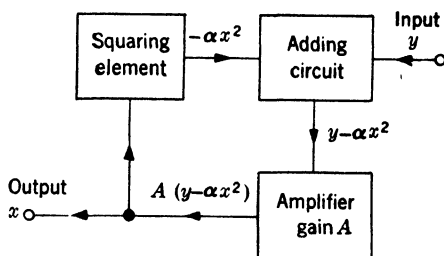 Squaring
element
-αx²
Adding
circuit
Input
y
y-αx²
Output
x
A (y-αx²)
Amplifier
gain A